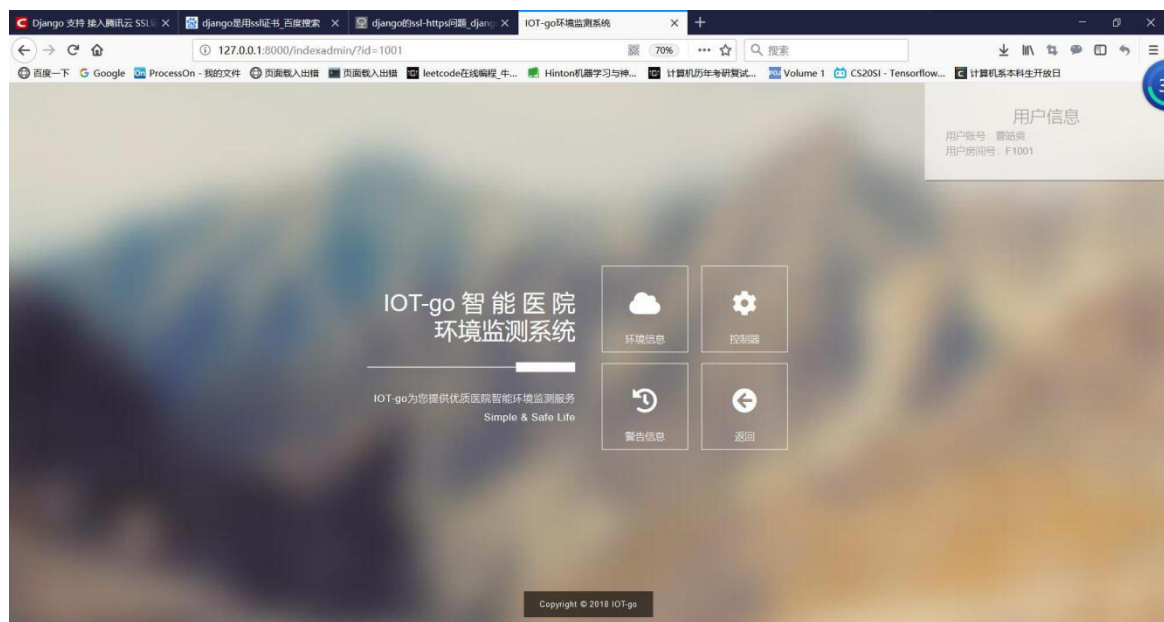 Django 支持 接入腾讯云 SSL
django是用ssl证书_百度搜索
django的ssl-https问题_djang
IOT-go环境监测系统
127.0.0.1:8000/indexadmin/?id=1001
70%
搜索
百度一下
Google
ProcessOn - 我的文件
页面载入出错
页面载入出错
leetcode在线编程_牛...
Hinton机器学习与神...
计算机历年考研复试...
Volume 1
CS20SI - Tensorflow...
计算机系本科生开放日
用户信息
用户账号:
用户房间号: F1001
IOT-go 智能医院
环境监测系统
环境信息
控制器
IOT-go为您提供优质医院智能环境监测服务
Simple & Safe Life
警告信息
返回
Copyright © 2018 IOT-go